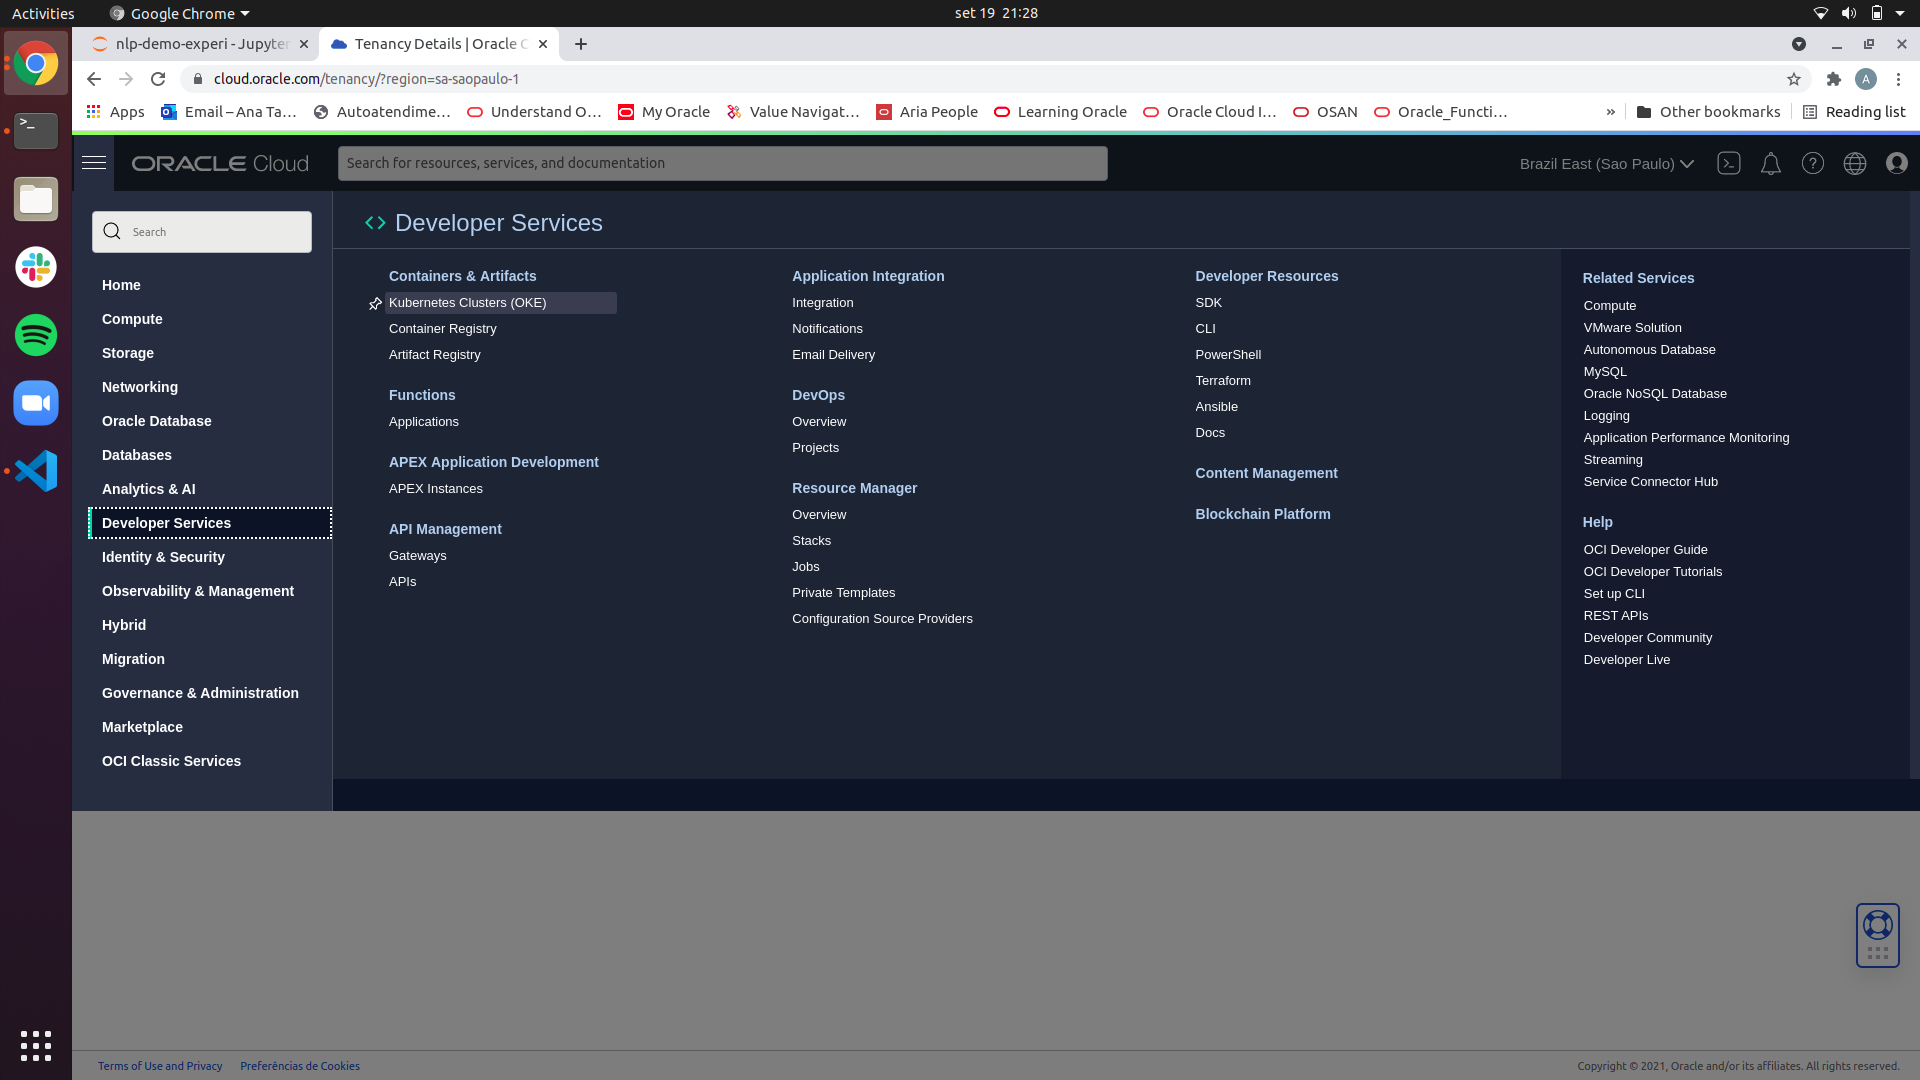 Activities
Google Chrome
set 19 21:28
nlp-demo-experi - Jupyter
Tenancy Details | Oracle C
cloud.oracle.com/tenancy/?region=sa-saopaulo-1
A
Apps
Email – Ana Ta…
Autoatendime…
Understand O…
My Oracle
Value Navigat…
Aria People
Learning Oracle
Oracle Cloud I…
OSAN
Oracle_Functi…
»
Other bookmarks
Reading list
ORACLE Cloud
Search for resources, services, and documentation
Brazil East (Sao Paulo)
Search
Home
Compute
Storage
Networking
Oracle Database
Databases
Analytics & AI
Developer Services
Identity & Security
Observability & Management
Hybrid
Migration
Governance & Administration
Marketplace
OCI Classic Services
Developer Services
Containers & Artifacts
Kubernetes Clusters (OKE)
Container Registry
Artifact Registry
Functions
Applications
APEX Application Development
APEX Instances
API Management
Gateways
APIs
Application Integration
Integration
Notifications
Email Delivery
DevOps
Overview
Projects
Resource Manager
Overview
Stacks
Jobs
Private Templates
Configuration Source Providers
Developer Resources
SDK
CLI
PowerShell
Terraform
Ansible
Docs
Content Management
Blockchain Platform
Related Services
Compute
VMware Solution
Autonomous Database
MySQL
Oracle NoSQL Database
Logging
Application Performance Monitoring
Streaming
Service Connector Hub
Help
OCI Developer Guide
OCI Developer Tutorials
Set up CLI
REST APIs
Developer Community
Developer Live
Terms of Use and Privacy
Preferências de Cookies
Copyright © 2021, Oracle and/or its affiliates. All rights reserved.